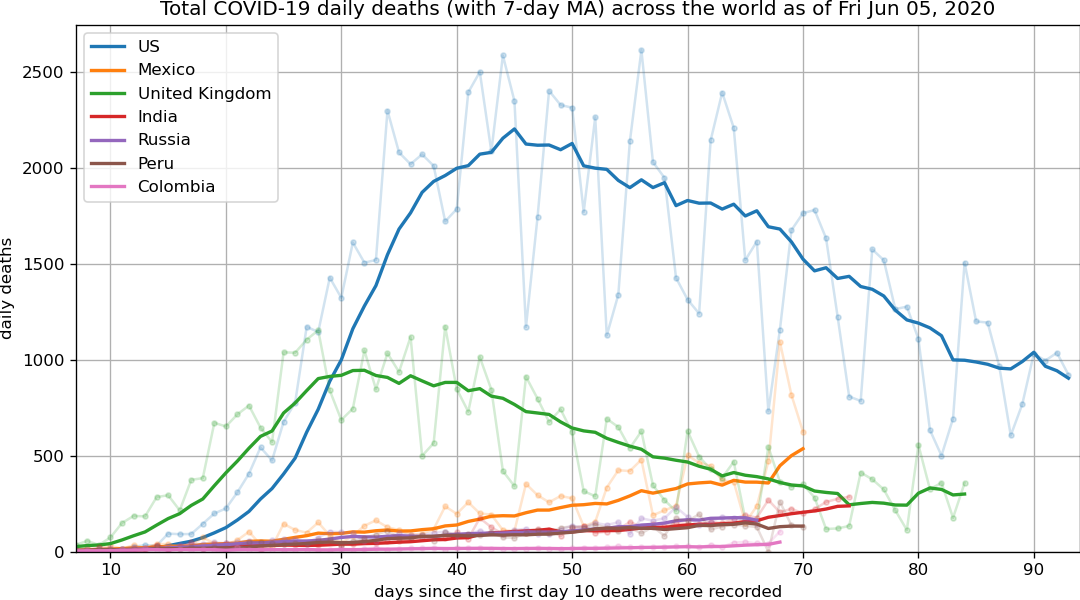 Total COVID-19 daily deaths (with 7-day MA) across the world as of Fri Jun 05, 2020
US
Mexico
United Kingdom
India
Russia
Peru
Colombia
daily deaths
2500
2000
1500
1000
500
0
10
20
30
40
50
60
70
80
90
days since the first day 10 deaths were recorded